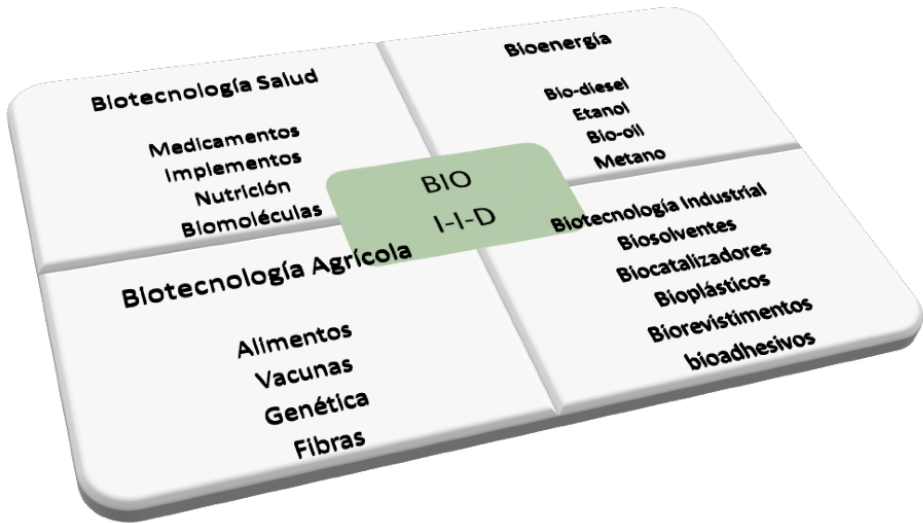 Biotecnología Salud
Medicamentos
Implementos
Nutrición
Biomoléculas
Bioenergía
Bio-diesel
Etanol
Bio-oil
Metano
BIO
I-I-D
Biotecnología Agrícola
Alimentos
Vacunas
Genética
Fibras
Biotecnología Industrial
Biosolventes
Biocatalizadores
Bioplásticos
Biorevistimentos
bioadhesivos